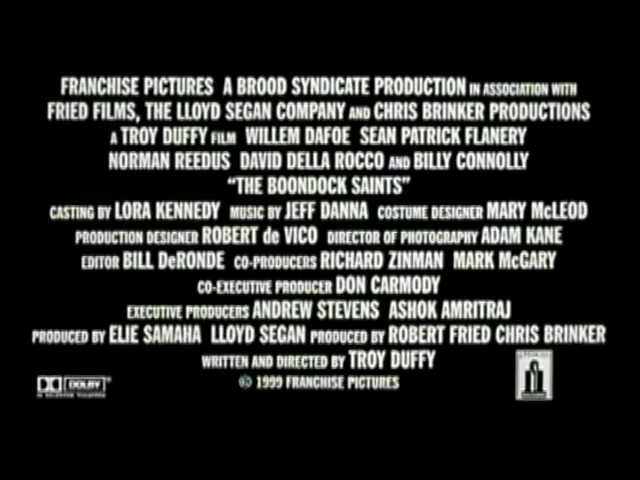 FRANCHISE PICTURES A BROOD SYNDICATE PRODUCTION IN ASSOCIATION WITH
FRIED FILMS, THE LLOYD SEGAN COMPANY AND CHRIS BRINKER PRODUCTIONS
A TROY DUFFY FILM WILLEM DAFOE SEAN PATRICK FLANERY
NORMAN REEDUS DAVID DELLA ROCCO AND BILLY CONNOLLY
"THE BOONDOCK SAINTS"
CASTING BY LORA KENNEDY MUSIC BY JEFF DANNA COSTUME DESIGNER MARY McLEOD
PRODUCTION DESIGNER ROBERT de VICO DIRECTOR OF PHOTOGRAPHY ADAM KANE
EDITOR BILL DeRONDE CO-PRODUCERS RICHARD ZINMAN MARK McGARY
CO-EXECUTIVE PRODUCER DON CARMODY
EXECUTIVE PRODUCERS ANDREW STEVENS ASHOK AMRITRAJ
PRODUCED BY ELIE SAMAHA LLOYD SEGAN PRODUCED BY ROBERT FRIED CHRIS BRINKER
WRITTEN AND DIRECTED BY TROY DUFFY
© 1999 FRANCHISE PICTURES
DOLBY